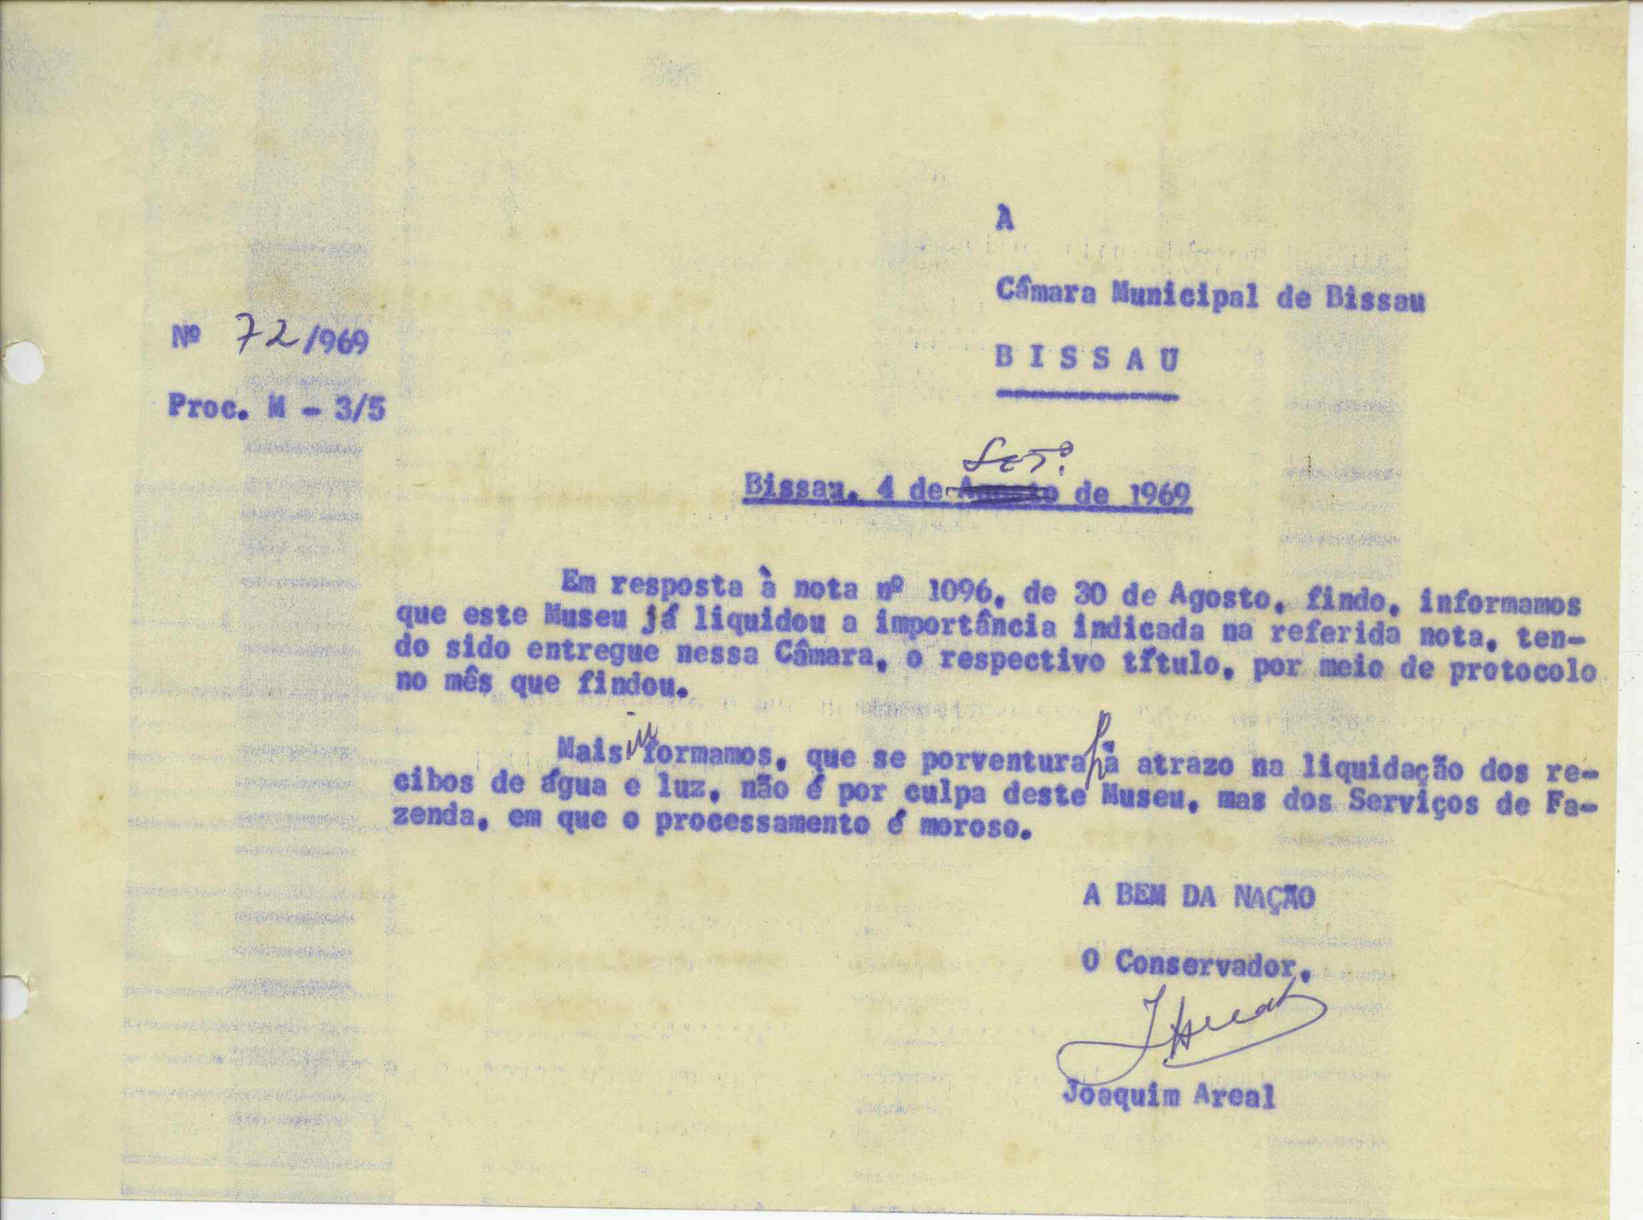 À
Câmara Municipal de Bissau
Nº 72/969
B I S S A U
Proc. M - 3/5
Setº
Bissau, 4 de Agosto de 1969
Em resposta à nota nº 1096, de 30 de Agosto, findo, informamos
que este Museu já liquidou a importância indicada na referida nota, ten-
do sido entregue nessa Câmara, o respectivo título, por meio de protocolo
no mês que findou.
Mais informamos, que se porventura há atrazo na liquidação dos re-
cibos de água e luz, não é por culpa deste Museu, mas dos Serviços de Fa-
zenda, em que o processamento é moroso.
A BEM DA NAÇÃO
O Conservador,
JAreal
Joaquim Areal